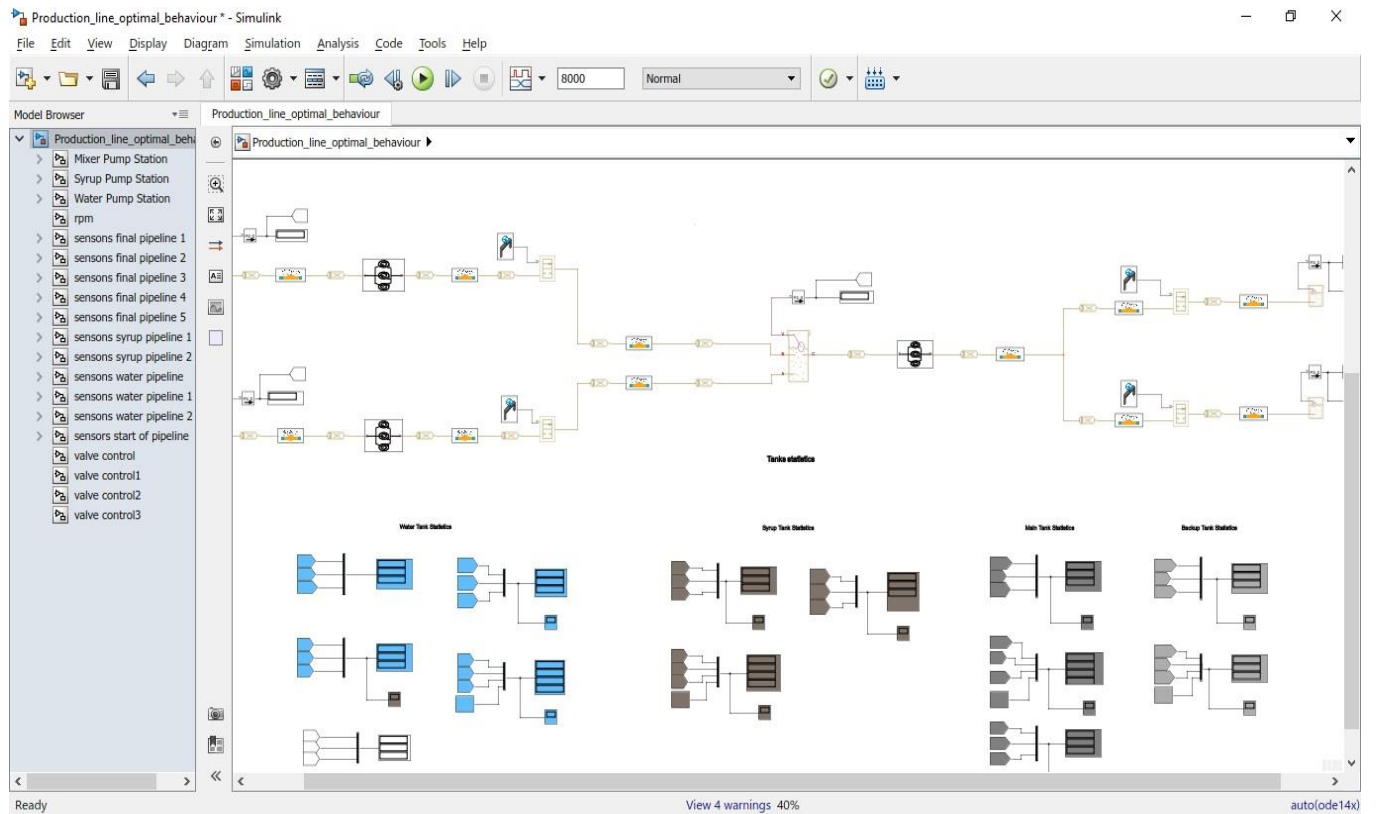 Production_line_optimal_behaviour * - Simulink
File Edit View Display Diagram Simulation Analysis Code Tools Help
8000 Normal
Model Browser
Production_line_optimal_behaviour
Production_line_optimal_beha
Production_line_optimal_behaviour
Mixer Pump Station
Syrup Pump Station
Water Pump Station
rpm
sensons final pipeline 1
sensons final pipeline 2
sensons final pipeline 3
sensons final pipeline 4
sensons final pipeline 5
sensons syrup pipeline 1
sensons syrup pipeline 2
sensons water pipeline
sensons water pipeline 1
sensons water pipeline 2
sensors start of pipeline
valve control
valve control1
valve control2
valve control3
Tanks statistics
Water Tank Statistics
Syrup Tank Statistics
Main Tank Statistics
Backup Tank Statistics
Ready
View 4 warnings 40%
auto(ode14x)